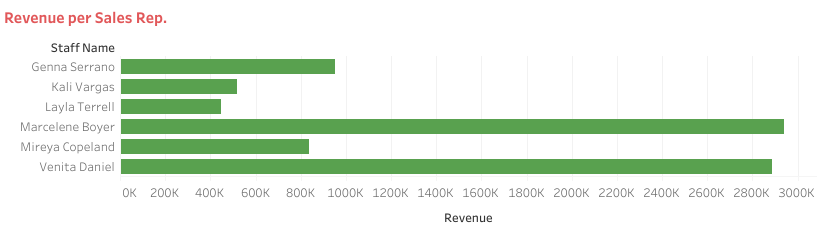 Revenue per Sales Rep.
Staff Name
Genna Serrano
Kali Vargas
Layla Terrell
Marcelene Boyer
Mireya Copeland
Venita Daniel
0K 200K 400K 600K 800K 1000K 1200K 1400K 1600K 1800K 2000K 2200K 2400K 2600K 2800K 3000K
Revenue